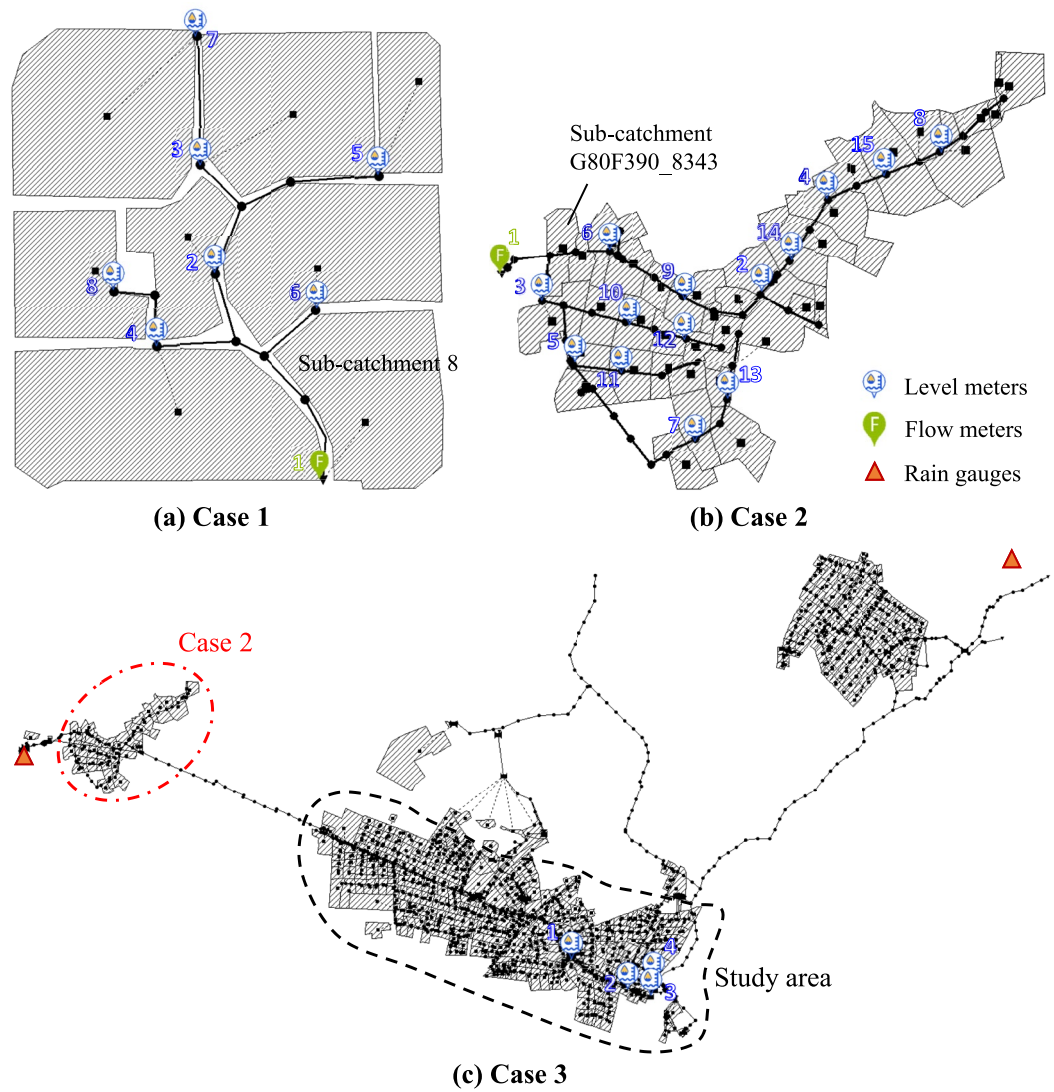 7
3
5
2
8
6
4
Sub-catchment 8
1
F
(a) Case 1
Sub-catchment
G80F390_8343
8
15
4
14
6
1
F
9
2
3
10
12
5
11
13
7
Level meters
F
Flow meters
Rain gauges
(b) Case 2
Case 2
1
4
2
3
Study area
(c) Case 3